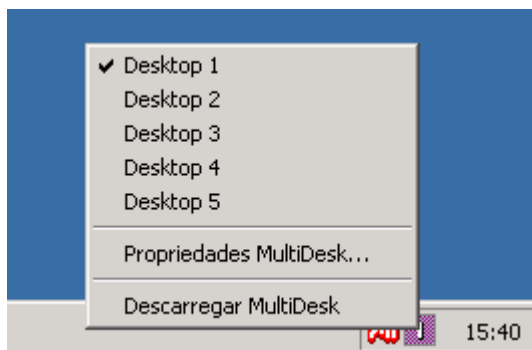 Desktop 1
Desktop 2
Desktop 3
Desktop 4
Desktop 5
Propriedades MultiDesk...
Descarregar MultiDesk
15:40